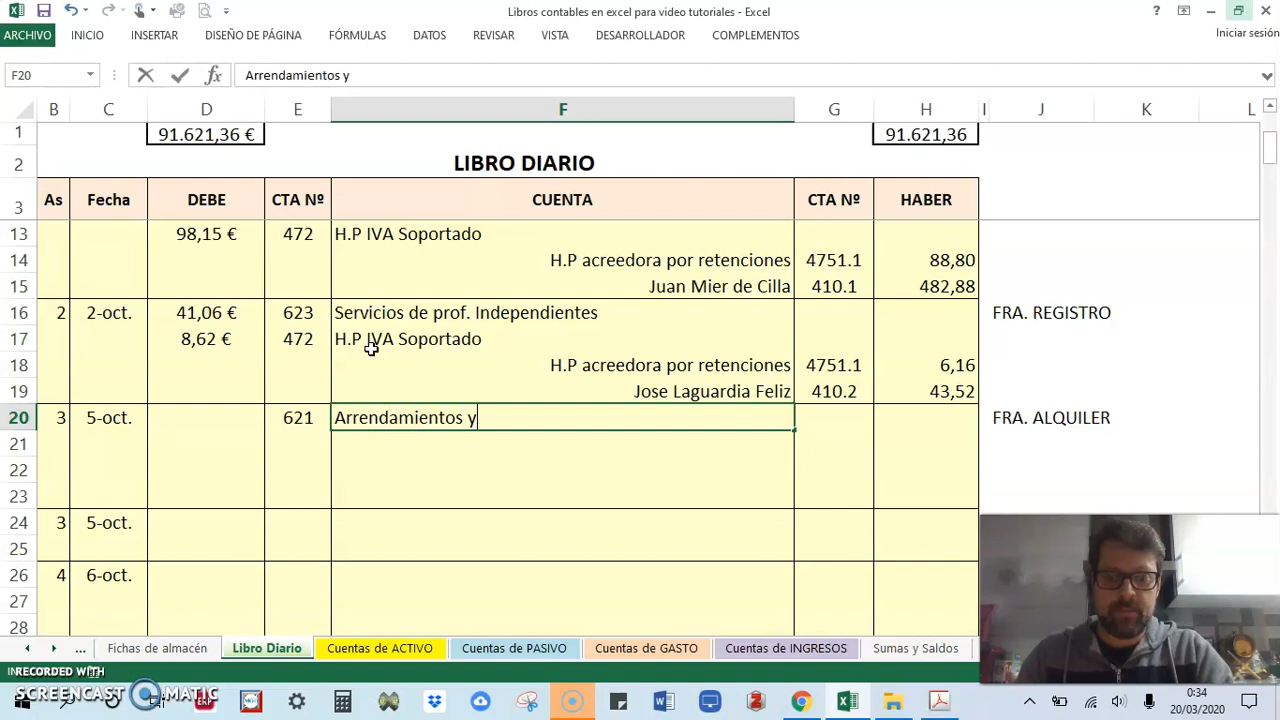 Libros contables en excel para video tutoriales - Excel
ARCHIVO INICIO INSERTAR DISEÑO DE PÁGINA FÓRMULAS DATOS REVISAR VISTA DESARROLLADOR COMPLEMENTOS Iniciar sesión
F20 fx Arrendamientos y
B C D E F G H I J K L
1 91.621,36 € 91.621,36
2 LIBRO DIARIO
3 As Fecha DEBE CTA Nº CUENTA CTA Nº HABER
13 98,15 € 472 H.P IVA Soportado
14 H.P acreedora por retenciones 4751.1 88,80
15 Juan Mier de Cilla 410.1 482,88
16 2 2-oct. 41,06 € 623 Servicios de prof. Independientes FRA. REGISTRO
17 8,62 € 472 H.P IVA Soportado
18 H.P acreedora por retenciones 4751.1 6,16
19 Jose Laguardia Feliz 410.2 43,52
20 3 5-oct. 621 Arrendamientos y FRA. ALQUILER
21
22
23
24 3 5-oct.
25
26 4 6-oct.
27
28
... Fichas de almacén Libro Diario Cuentas de ACTIVO Cuentas de PASIVO Cuentas de GASTO Cuentas de INGRESOS Sumas y Saldos
RECORDED WITH
SCREENCAST MATIC
0:34
20/03/2020